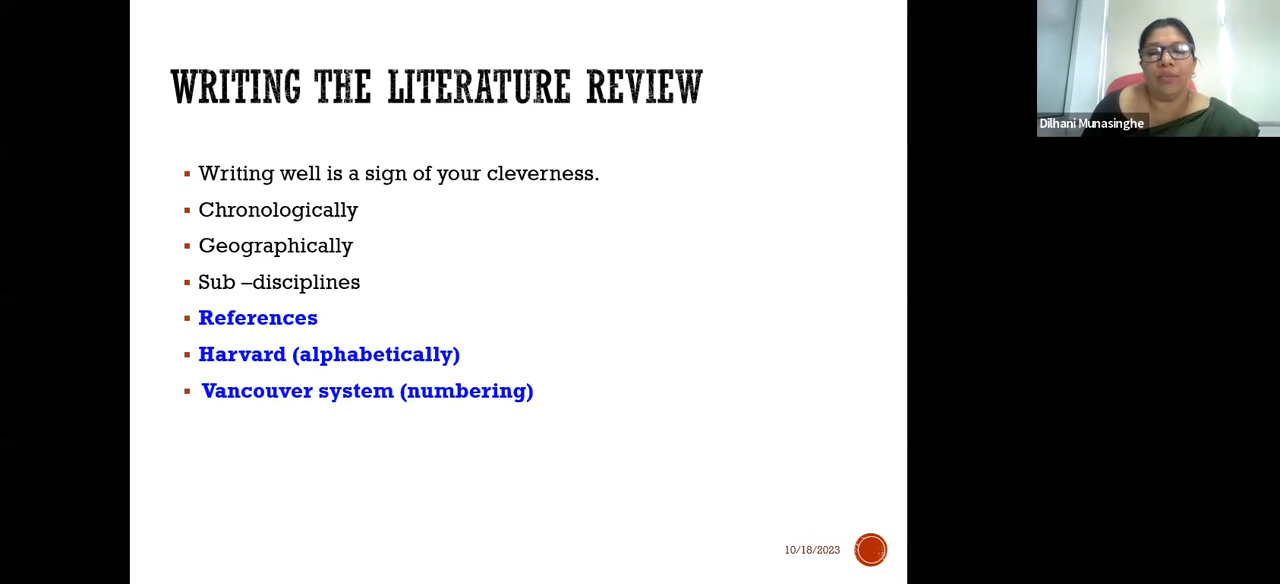 WRITING THE LITERATURE REVIEW
Writing well is a sign of your cleverness.
Chronologically
Geographically
Sub –disciplines
References
Harvard (alphabetically)
Vancouver system (numbering)
10/18/2023
Dilhani Munasinghe